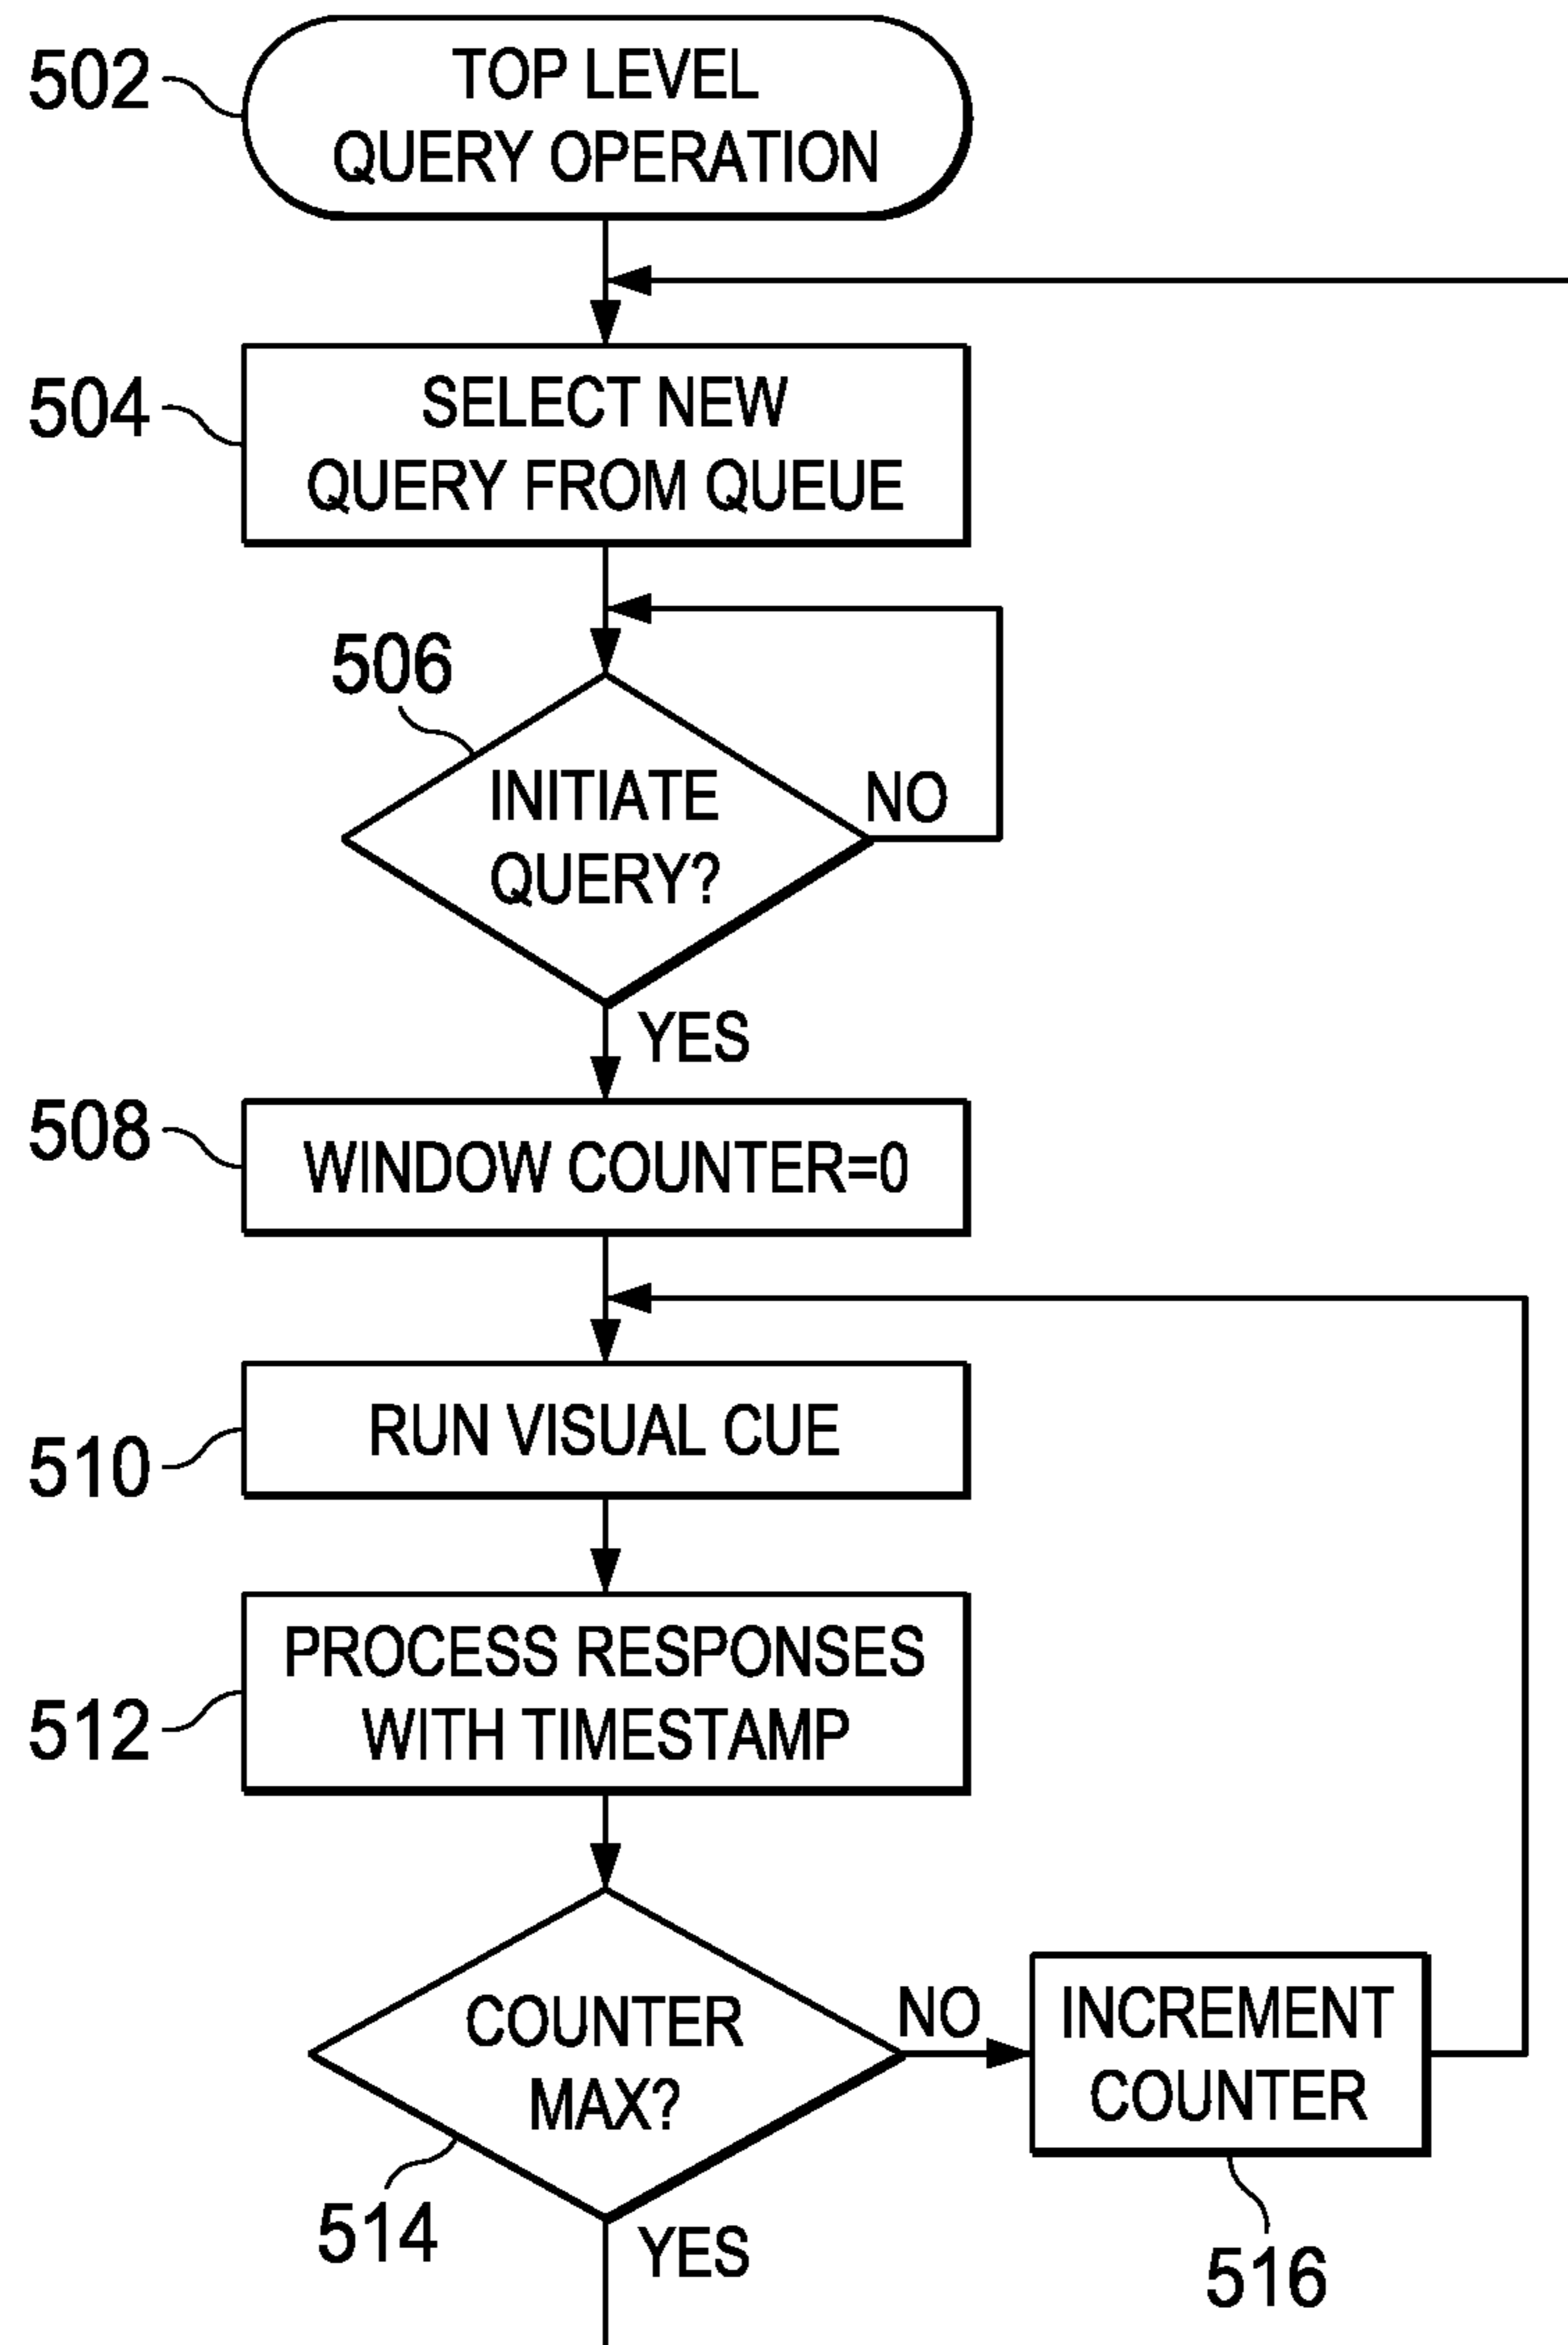 502
TOP LEVEL
QUERY OPERATION
504
SELECT NEW
QUERY FROM QUEUE
506
INITIATE
QUERY?
NO
YES
508
WINDOW COUNTER=0
510
RUN VISUAL CUE
512
PROCESS RESPONSES
WITH TIMESTAMP
514
COUNTER
MAX?
NO
INCREMENT
COUNTER
516
YES